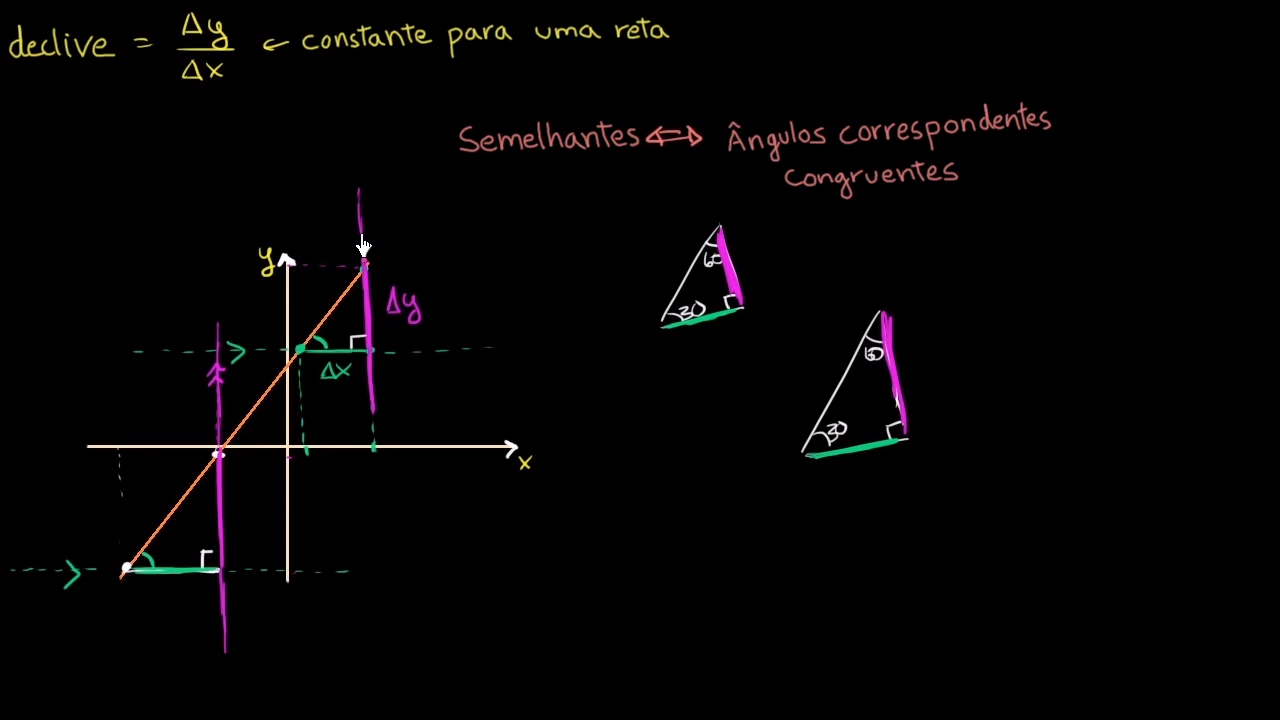 declive = Δy/Δx ← constante para uma reta
Semelhantes ⟺ Ângulos correspondentes
congruentes
y
Δy
Δx
x
60
30
60
30